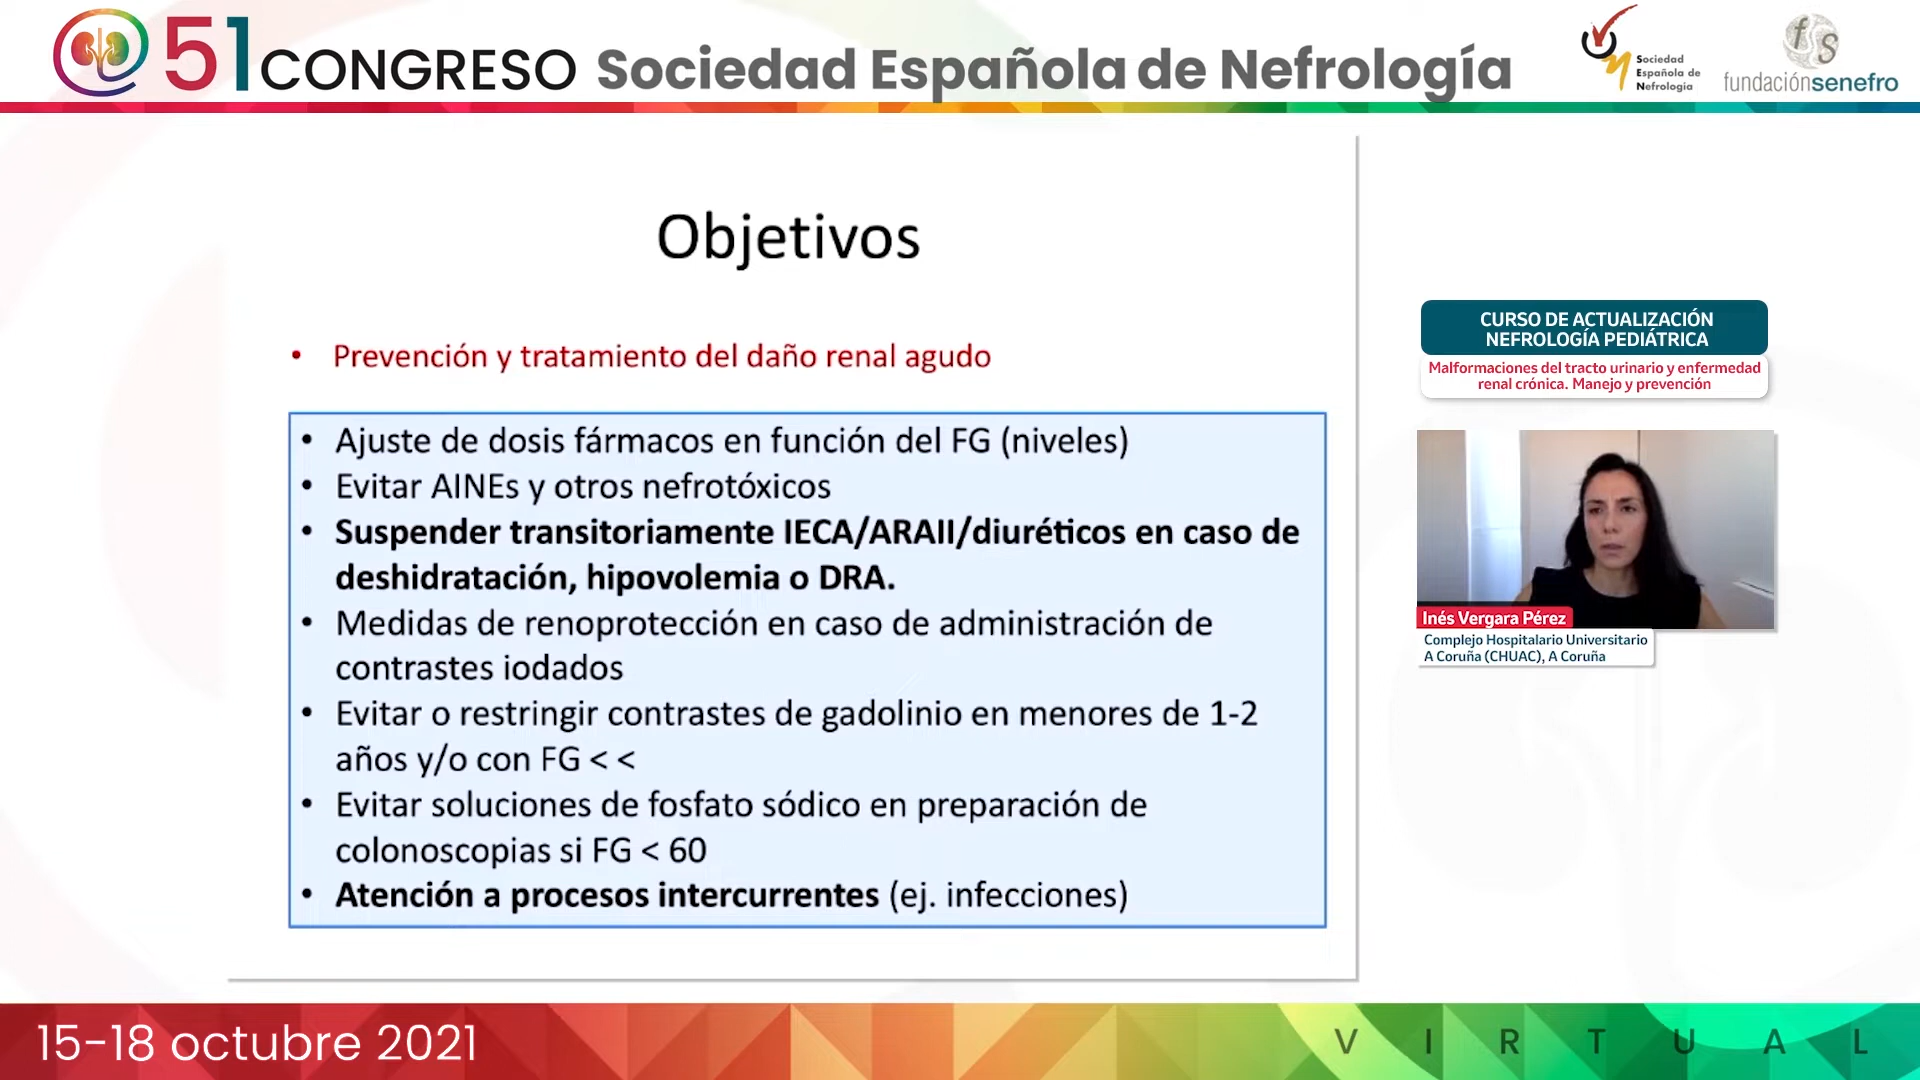 51 CONGRESO Sociedad Española de Nefrología
Sociedad
Española de
Nefrología
fs
fundaciónsenefro
Objetivos
• Prevención y tratamiento del daño renal agudo
• Ajuste de dosis fármacos en función del FG (niveles)
• Evitar AINEs y otros nefrotóxicos
• Suspender transitoriamente IECA/ARAII/diuréticos en caso de
deshidratación, hipovolemia o DRA.
• Medidas de renoprotección en caso de administración de
contrastes iodados
• Evitar o restringir contrastes de gadolinio en menores de 1-2
años y/o con FG < <
• Evitar soluciones de fosfato sódico en preparación de
colonoscopias si FG < 60
• Atención a procesos intercurrentes (ej. infecciones)
CURSO DE ACTUALIZACIÓN
NEFROLOGÍA PEDIÁTRICA
Malformaciones del tracto urinario y enfermedad
renal crónica. Manejo y prevención
Inés Vergara Pérez
Complejo Hospitalario Universitario
A Coruña (CHUAC), A Coruña
15-18 octubre 2021
VIRTUAL